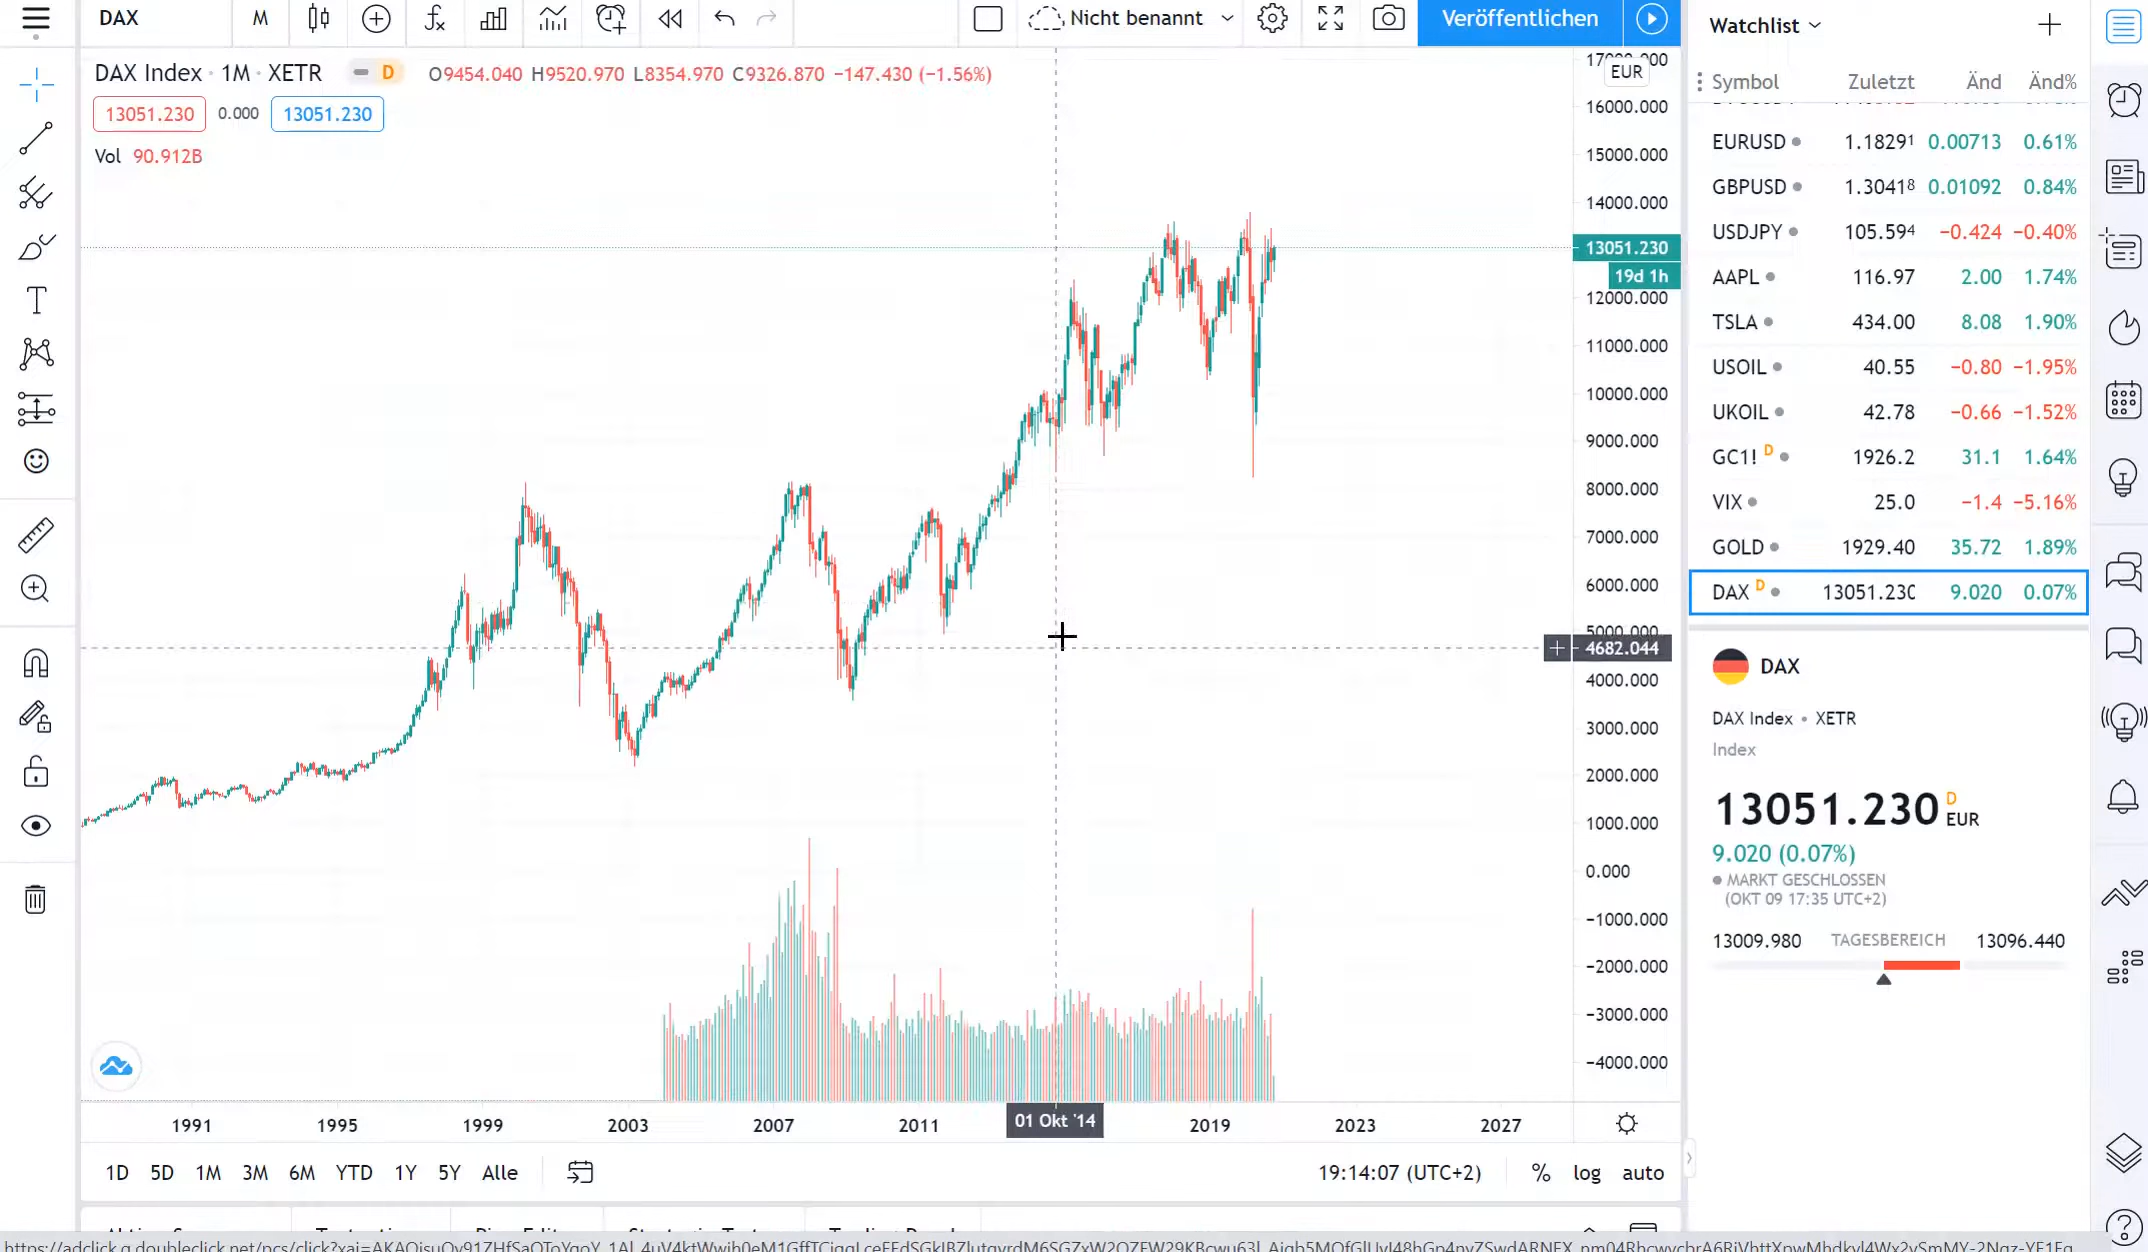 DAX M Nicht benannt Veröffentlichen
DAX Index · 1M · XETR D O9454.040 H9520.970 L8354.970 C9326.870 −147.430 (−1.56%)
13051.230 0.000 13051.230
Vol 90.912B
EUR
16000.000
15000.000
14000.000
13051.230
19d 1h
12000.000
11000.000
10000.000
9000.000
8000.000
7000.000
6000.000
5000.000
4682.044
4000.000
3000.000
2000.000
1000.000
0.000
−1000.000
−2000.000
−3000.000
−4000.000
1991 1995 1999 2003 2007 2011 01 Okt '14 2019 2023 2027
1D 5D 1M 3M 6M YTD 1Y 5Y Alle 19:14:07 (UTC+2) % log auto
Watchlist
Symbol Zuletzt Änd Änd%
EURUSD 1.18291 0.00713 0.61%
GBPUSD 1.30418 0.01092 0.84%
USDJPY 105.594 −0.424 −0.40%
AAPL 116.97 2.00 1.74%
TSLA 434.00 8.08 1.90%
USOIL 40.55 −0.80 −1.95%
UKOIL 42.78 −0.66 −1.52%
GC1! D 1926.2 31.1 1.64%
VIX 25.0 −1.4 −5.16%
GOLD 1929.40 35.72 1.89%
DAX D 13051.230 9.020 0.07%
DAX
DAX Index • XETR
Index
13051.230 D EUR
9.020 (0.07%)
MARKT GESCHLOSSEN
(OKT 09 17:35 UTC+2)
13009.980 TAGESBEREICH 13096.440